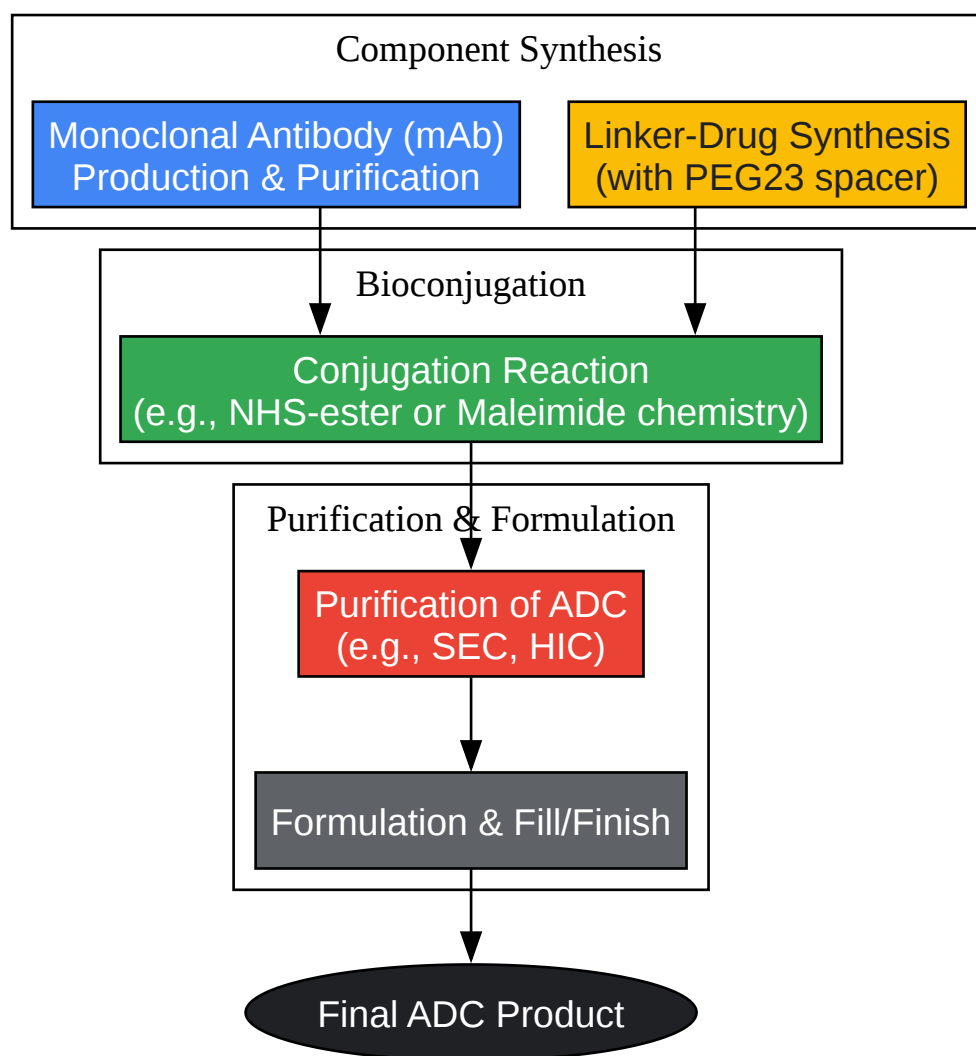 Component Synthesis
Monoclonal Antibody (mAb)
Production & Purification
Linker-Drug Synthesis
(with PEG23 spacer)
Bioconjugation
Conjugation Reaction
(e.g., NHS-ester or Maleimide chemistry)
Purification & Formulation
Purification of ADC
(e.g., SEC, HIC)
Formulation & Fill/Finish
Final ADC Product